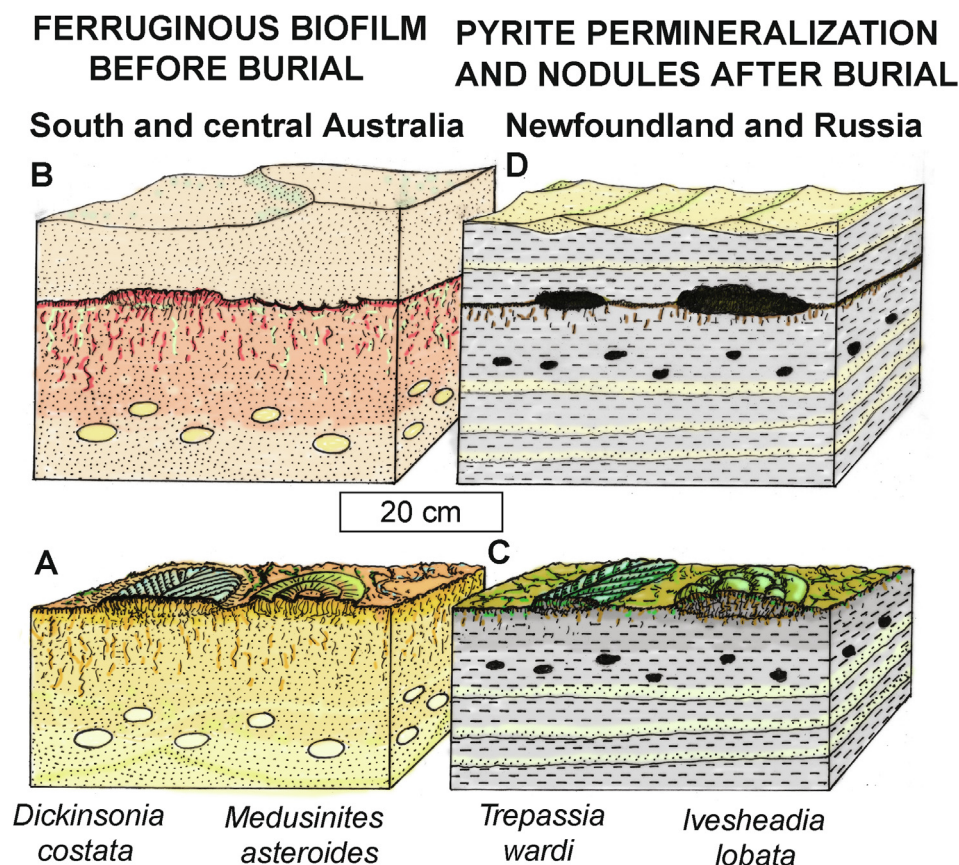 FERRUGINOUS BIOFILM
BEFORE BURIAL
PYRITE PERMINERALIZATION
AND NODULES AFTER BURIAL
South and central Australia
Newfoundland and Russia
B
D
20 cm
A
C
Dickinsonia
costata
Medusinites
asteroides
Trepassia
wardi
Ivesheadia
lobata